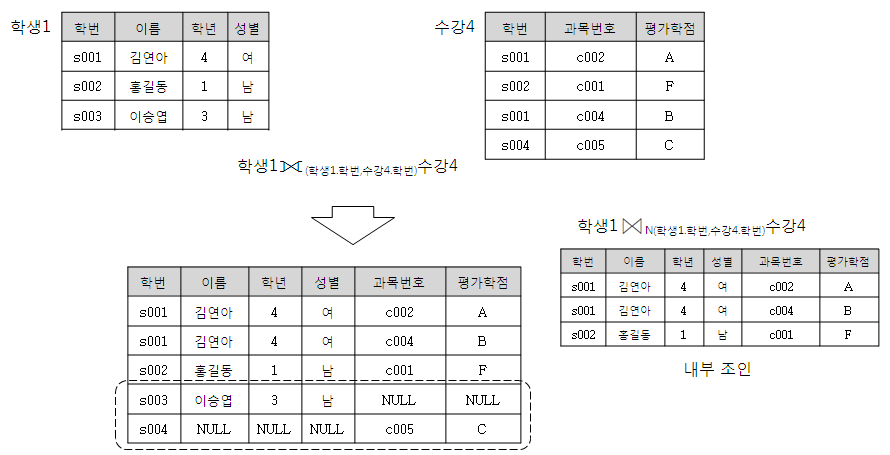 학생1
학번 이름 학년 성별
s001 김연아 4 여
s002 홍길동 1 남
s003 이승엽 3 남
수강4
학번 과목번호 평가학점
s001 c002 A
s002 c001 F
s001 c004 B
s004 c005 C
학생1⟗(학생1.학번,수강4.학번)수강4
학번 이름 학년 성별 과목번호 평가학점
s001 김연아 4 여 c002 A
s001 김연아 4 여 c004 B
s002 홍길동 1 남 c001 F
s003 이승엽 3 남 NULL NULL
s004 NULL NULL NULL c005 C
학생1⋈N(학생1.학번,수강4.학번)수강4
학번 이름 학년 성별 과목번호 평가학점
s001 김연아 4 여 c002 A
s001 김연아 4 여 c004 B
s002 홍길동 1 남 c001 F
내부 조인